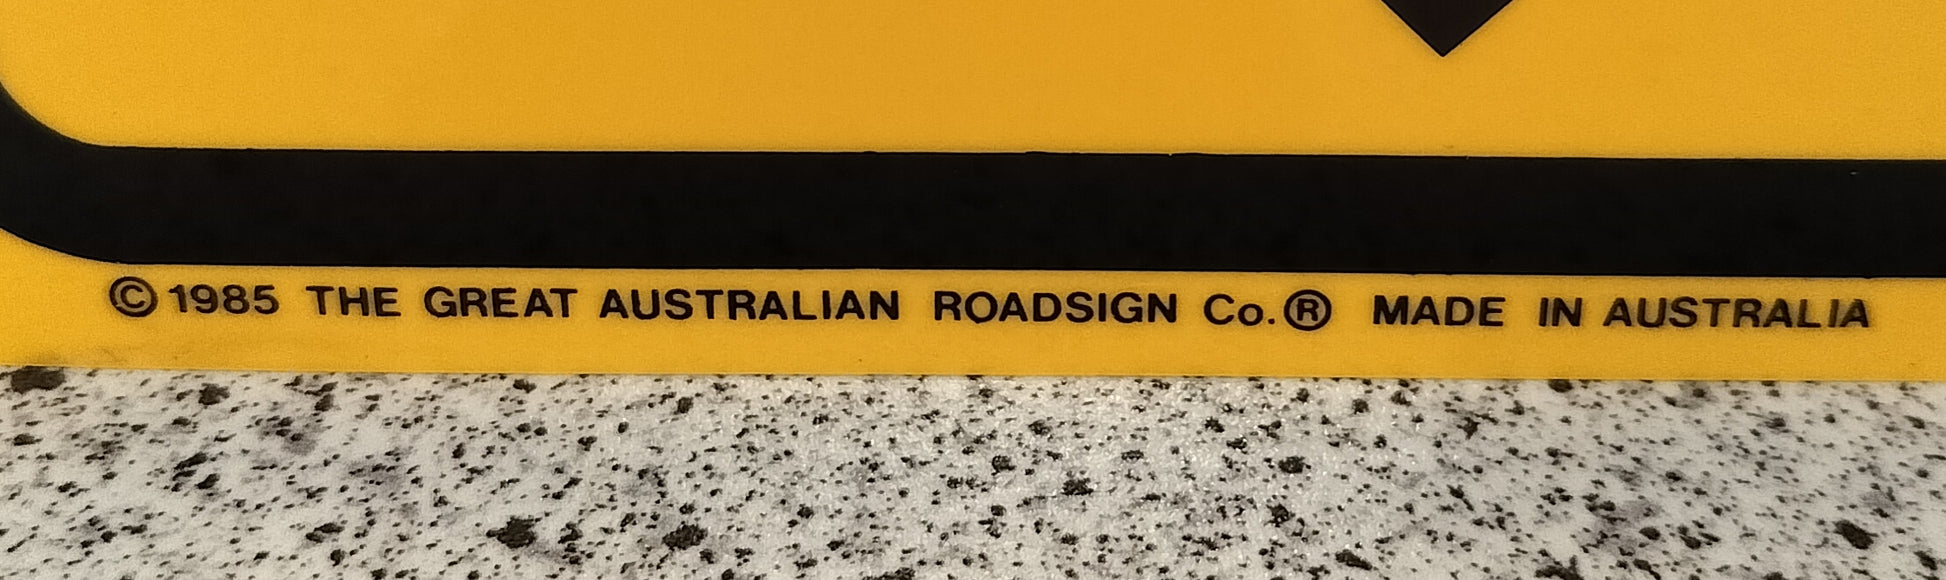 ©1985 THE GREAT AUSTRALIAN ROADSIGN Co.® MADE IN AUSTRALIA